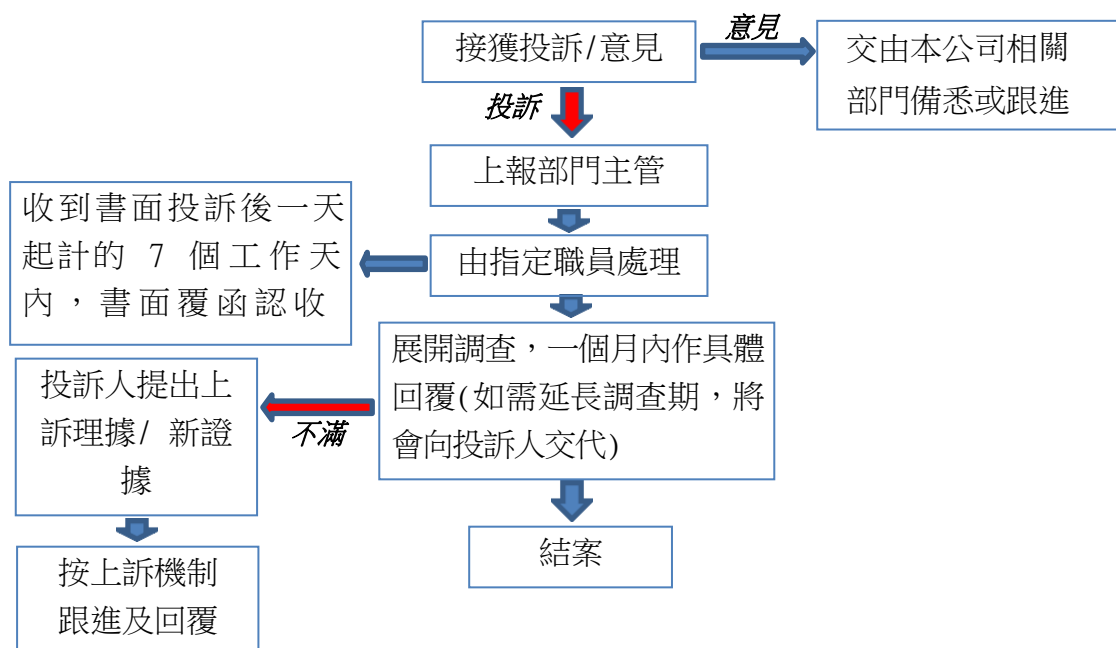 接獲投訴/意見
意見
交由本公司相關
部門備悉或跟進
投訴
上報部門主管
收到書面投訴後一天
起計的 7 個工作天
內，書面覆函認收
由指定職員處理
展開調查，一個月內作具體
回覆(如需延長調查期，將
會向投訴人交代)
不滿
投訴人提出上
訴理據/ 新證
據
結案
按上訴機制
跟進及回覆